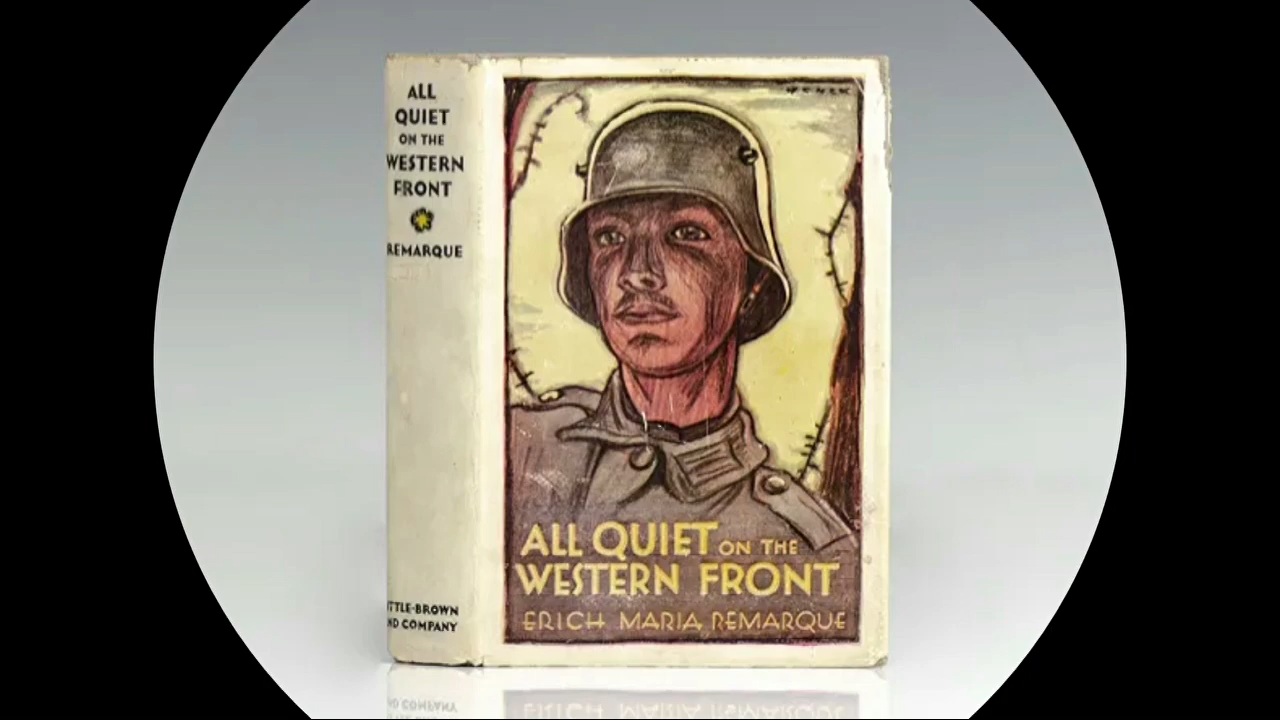 ALL
QUIET
ON THE
WESTERN
FRONT
REMARQUE
TTLE-BROWN
ND COMPANY
ALL QUIET ON THE
WESTERN FRONT
ERICH MARIA REMARQUE